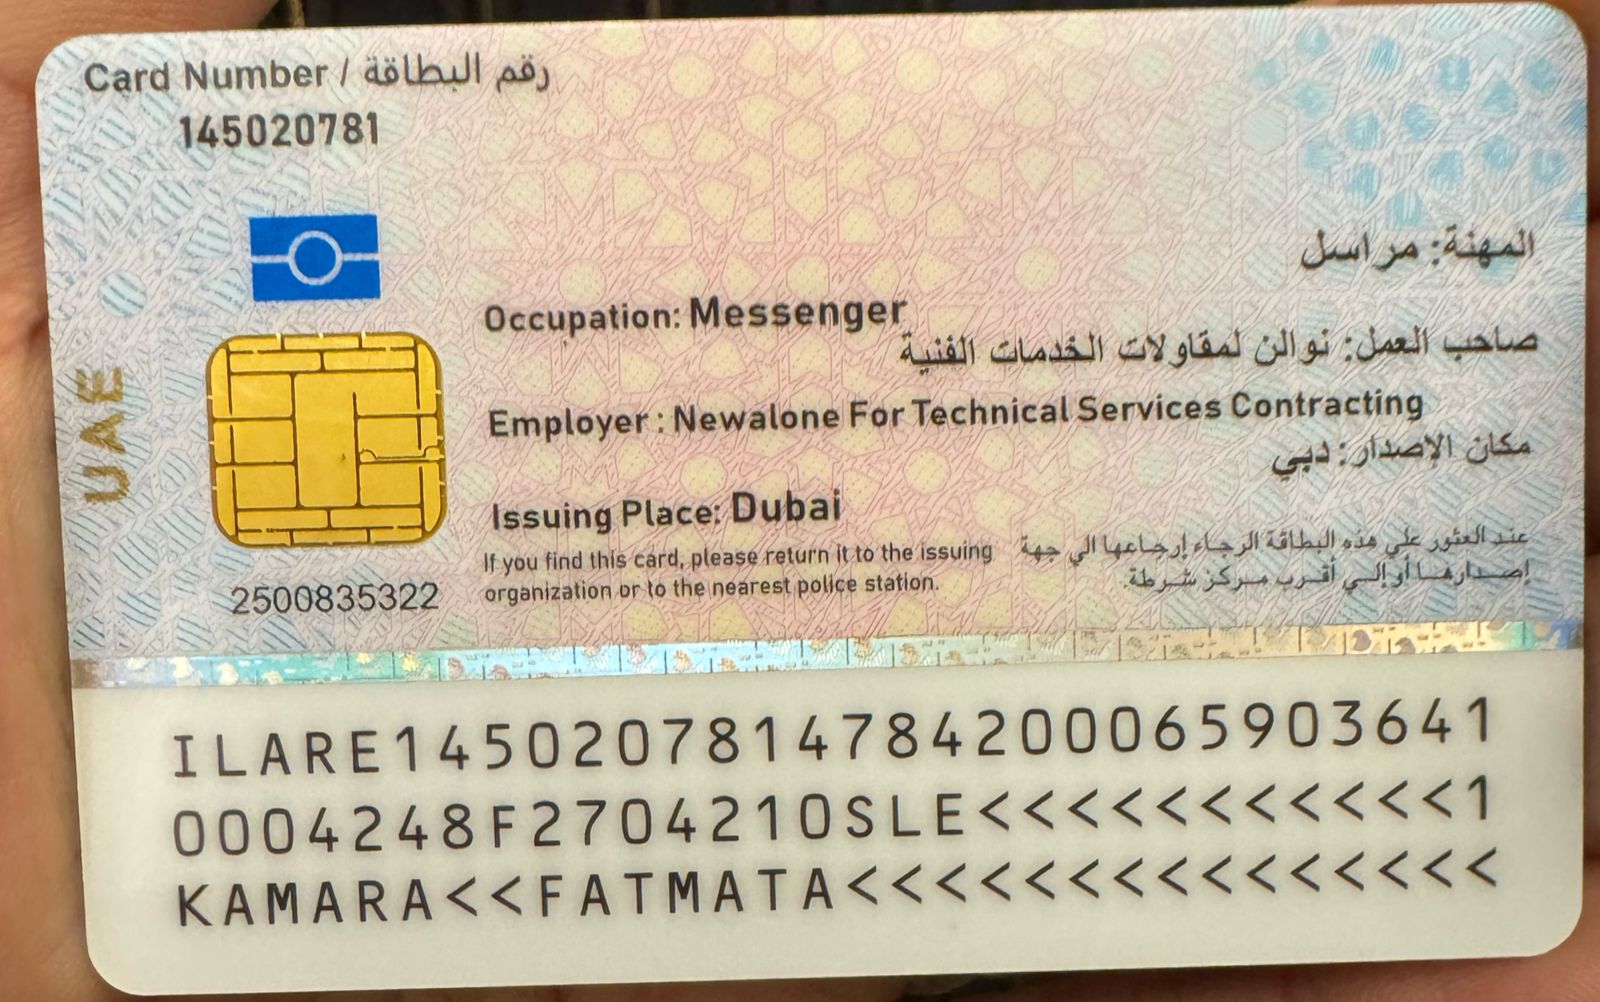 Card Number / رقم البطاقة
145020781
المهنة: مراسل
Occupation: Messenger
صاحب العمل: نوالن لمقاولات الخدمات الفنية
Employer : Newalone For Technical Services Contracting
مكان الإصدار: دبي
Issuing Place: Dubai
عند العثور علي هذه البطاقة الرجاء إرجاعها الي جهة
إصدارها أو إلى أقرب مركز شرطة.
If you find this card, please return it to the issuing
organization or to the nearest police station.
UAE
2500835322
ILARE1450207814784200065903641
0004248F2704210SLE<<<<<<<<<<<1
KAMARA<<FATMATA<<<<<<<<<<<<<<<